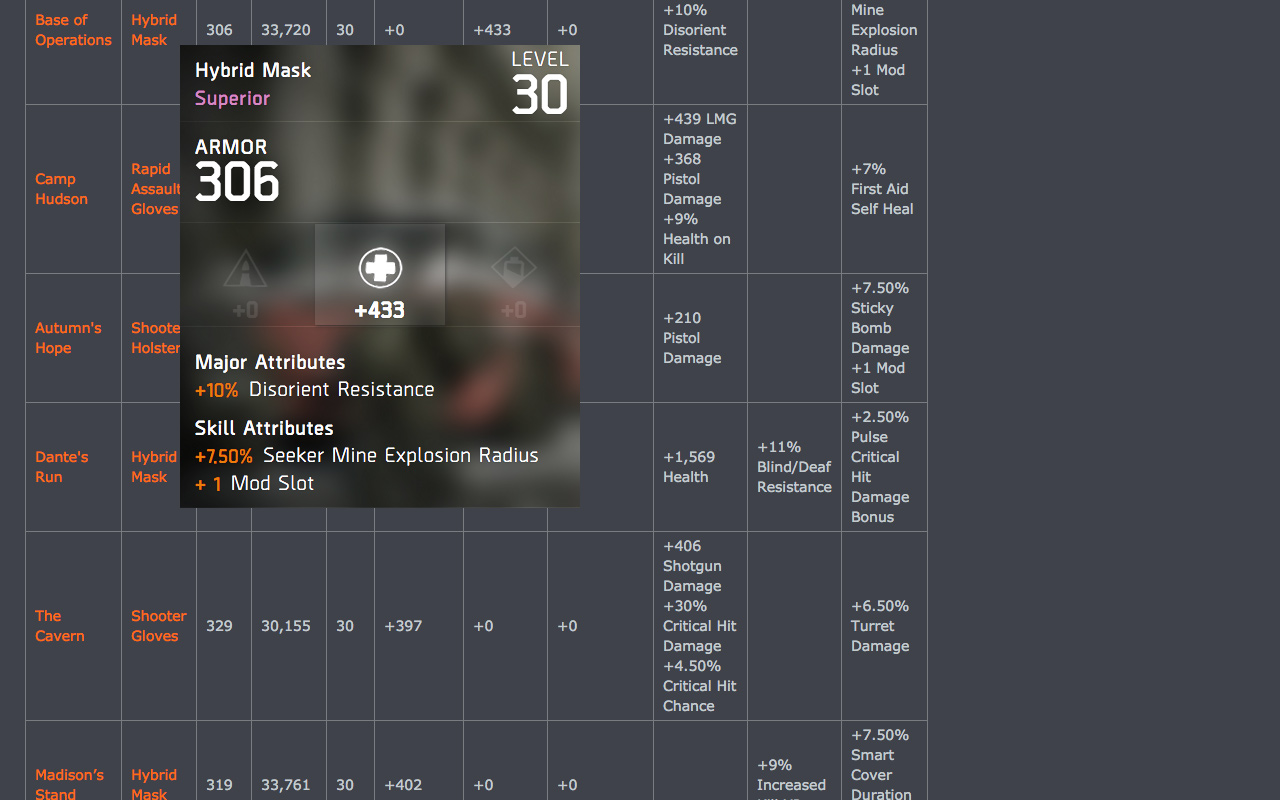 Base of
Operations
Hybrid
Mask
306
33,720
30
+0
+433
+0
+10%
Disorient
Resistance
Mine
Explosion
Radius
+1 Mod
Slot
Hybrid Mask
Superior
LEVEL
30
ARMOR
306
+0
+433
+0
Major Attributes
+10% Disorient Resistance
Skill Attributes
+7.50% Seeker Mine Explosion Radius
+ 1 Mod Slot
Camp
Hudson
Rapid
Assault
Gloves
+439 LMG
Damage
+368
Pistol
Damage
+9%
Health on
Kill
+7%
First Aid
Self Heal
Autumn's
Hope
Shoote
Holster
+210
Pistol
Damage
+7.50%
Sticky
Bomb
Damage
+1 Mod
Slot
Dante's
Run
Hybrid
Mask
+1,569
Health
+11%
Blind/Deaf
Resistance
+2.50%
Pulse
Critical
Hit
Damage
Bonus
The
Cavern
Shooter
Gloves
329
30,155
30
+397
+0
+0
+406
Shotgun
Damage
+30%
Critical Hit
Damage
+4.50%
Critical Hit
Chance
+6.50%
Turret
Damage
Madison’s
Stand
Hybrid
Mask
319
33,761
30
+402
+0
+0
+9%
Increased
+7.50%
Smart
Cover
Duration